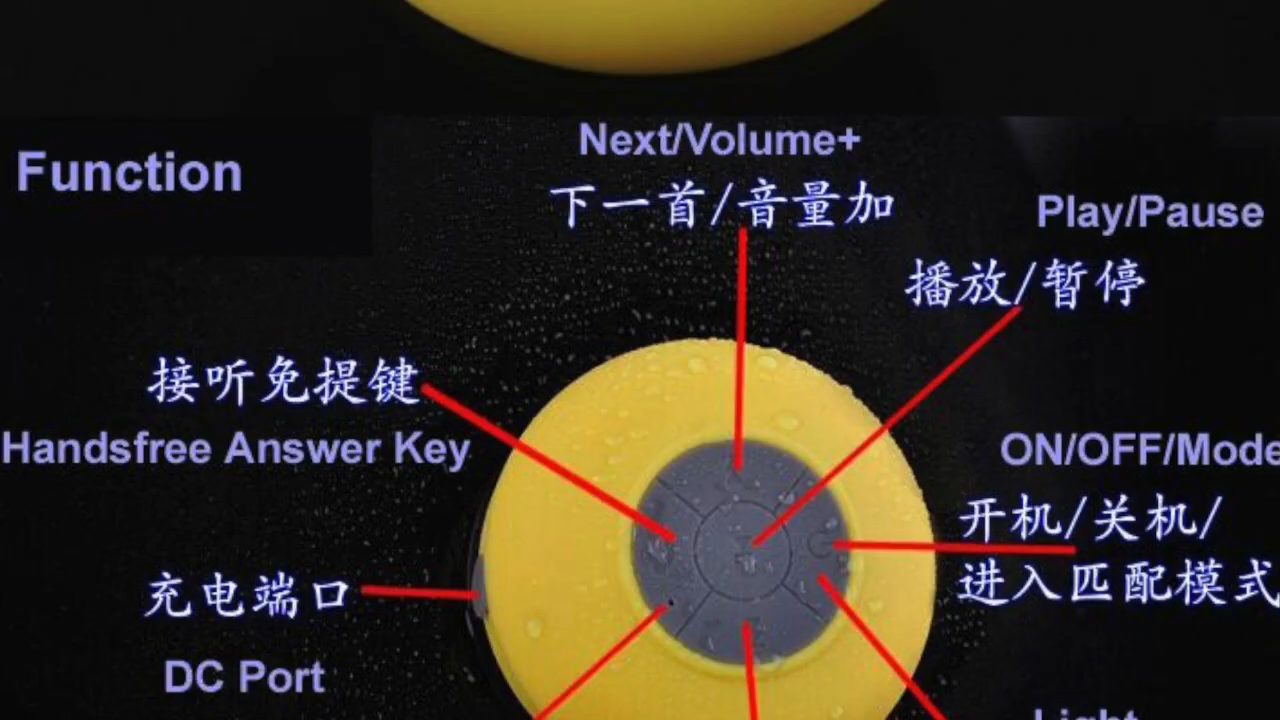 Function
Next/Volume+
下一首/音量加
Play/Pause
播放/暂停
接听免提键
Handsfree Answer Key
ON/OFF/Mode
开机/关机/
进入匹配模式
充电端口
DC Port
Light